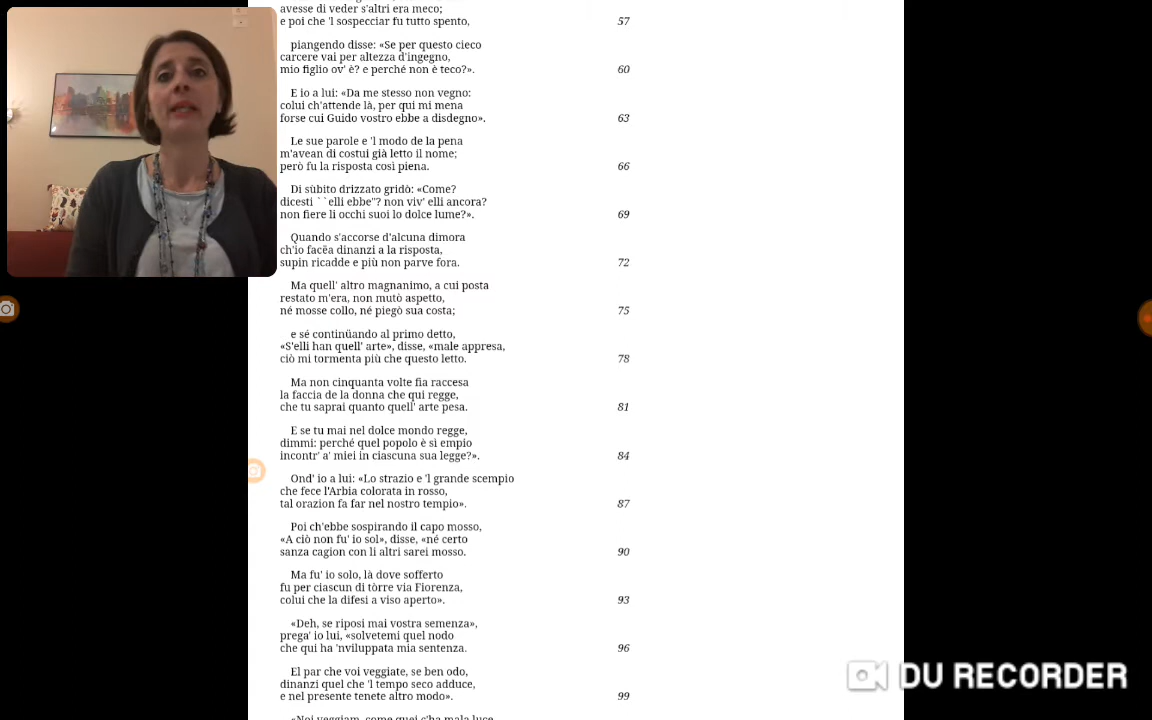 avesse di veder s'altri era meco;
e poi che 'l sospecciar fu tutto spento, 57
piangendo disse: «Se per questo cieco
carcere vai per altezza d'ingegno,
mio figlio ov' è? e perché non è teco?». 60
E io a lui: «Da me stesso non vegno:
colui ch'attende là, per qui mi mena
forse cui Guido vostro ebbe a disdegno». 63
Le sue parole e 'l modo de la pena
m'avean di costui già letto il nome;
però fu la risposta così piena. 66
Di sùbito drizzato gridò: «Come?
dicesti ``elli ebbe"? non viv' elli ancora?
non fiere li occhi suoi lo dolce lume?». 69
Quando s'accorse d'alcuna dimora
ch'io facëa dinanzi a la risposta,
supin ricadde e più non parve fora. 72
Ma quell' altro magnanimo, a cui posta
restato m'era, non mutò aspetto,
né mosse collo, né piegò sua costa; 75
e sé continüando al primo detto,
«S'elli han quell' arte», disse, «male appresa,
ciò mi tormenta più che questo letto. 78
Ma non cinquanta volte fia raccesa
la faccia de la donna che qui regge,
che tu saprai quanto quell' arte pesa. 81
E se tu mai nel dolce mondo regge,
dimmi: perché quel popolo è sì empio
incontr' a' miei in ciascuna sua legge?». 84
Ond' io a lui: «Lo strazio e 'l grande scempio
che fece l'Arbia colorata in rosso,
tal orazion fa far nel nostro tempio». 87
Poi ch'ebbe sospirando il capo mosso,
«A ciò non fu' io sol», disse, «né certo
sanza cagion con li altri sarei mosso. 90
Ma fu' io solo, là dove sofferto
fu per ciascun di tòrre via Fiorenza,
colui che la difesi a viso aperto». 93
«Deh, se riposi mai vostra semenza»,
prega' io lui, «solvetemi quel nodo
che qui ha 'nviluppata mia sentenza. 96
El par che voi veggiate, se ben odo,
dinanzi quel che 'l tempo seco adduce,
e nel presente tenete altro modo». 99
«Noi veggiam, come quei c'ha mala luce
DU RECORDER